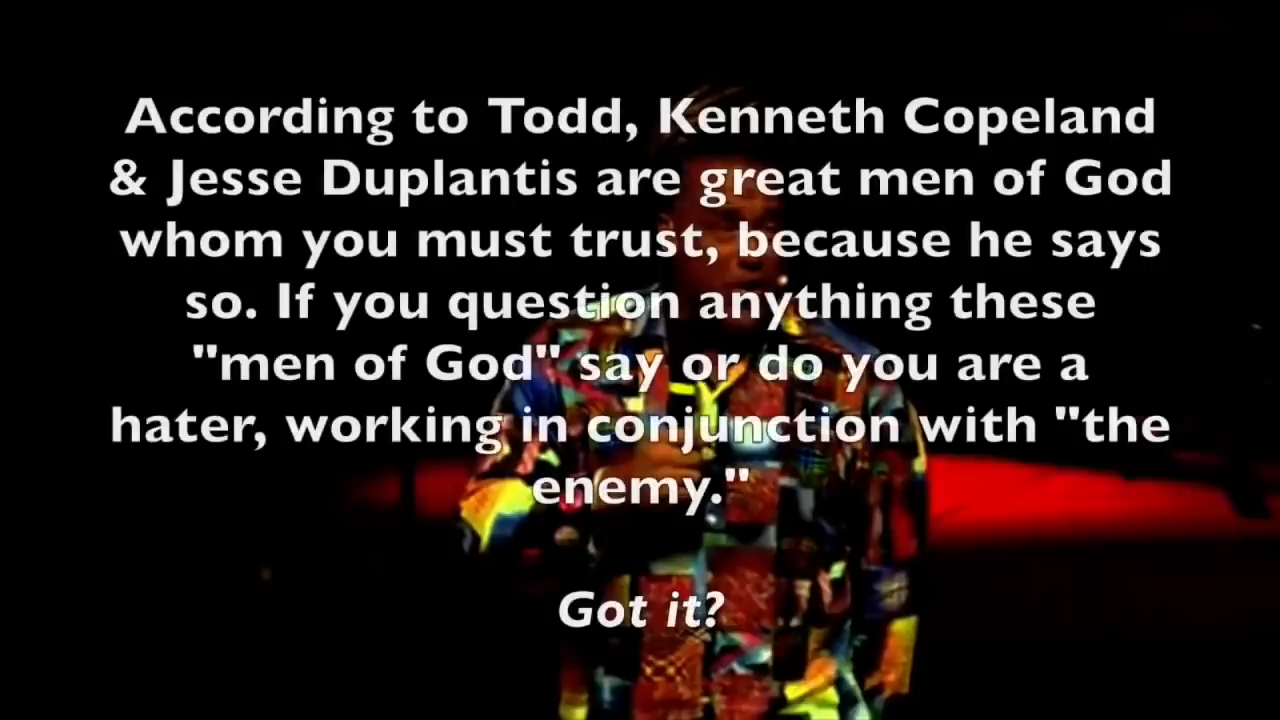 According to Todd, Kenneth Copeland
& Jesse Duplantis are great men of God
whom you must trust, because he says
so. If you question anything these
"men of God" say or do you are a
hater, working in conjunction with "the
enemy."
Got it?